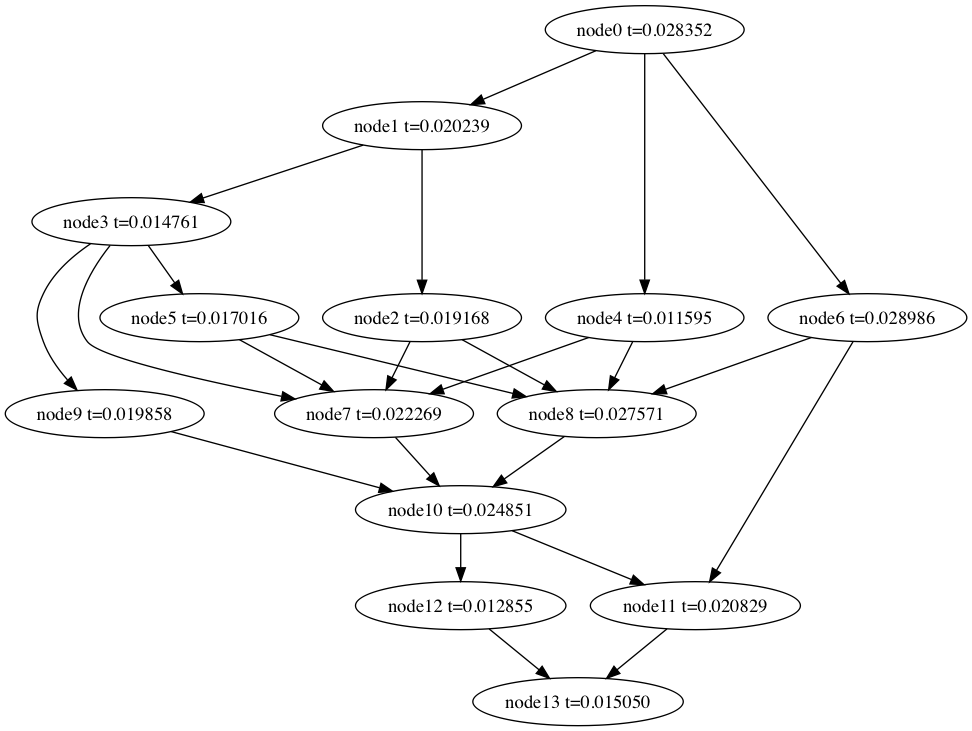 node0 t=0.028352
node1 t=0.020239
node3 t=0.014761
node5 t=0.017016
node2 t=0.019168
node4 t=0.011595
node6 t=0.028986
node9 t=0.019858
node7 t=0.022269
node8 t=0.027571
node10 t=0.024851
node12 t=0.012855
node11 t=0.020829
node13 t=0.015050